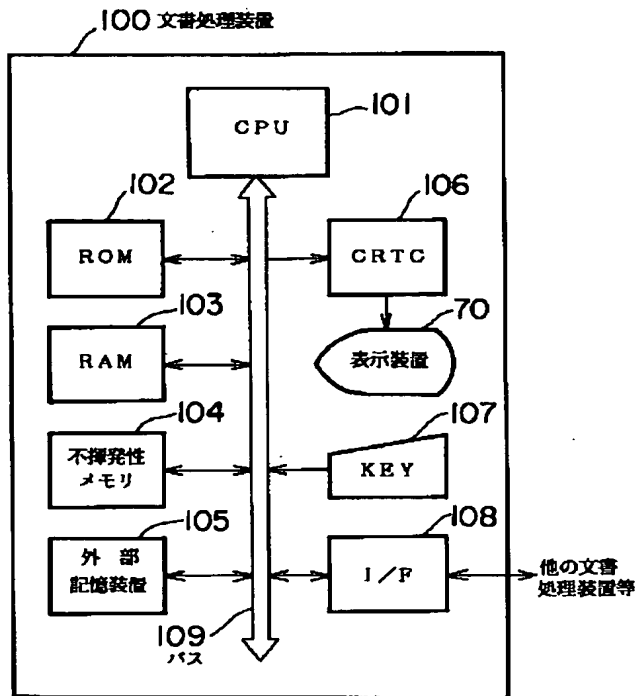 100 文書処理装置
101
CPU
102
ROM
106
CRTC
103
RAM
70
表示装置
104
不揮発性
メモリ
107
KEY
105
外部
記憶装置
108
I/F
他の文書
処理装置等
109
バス